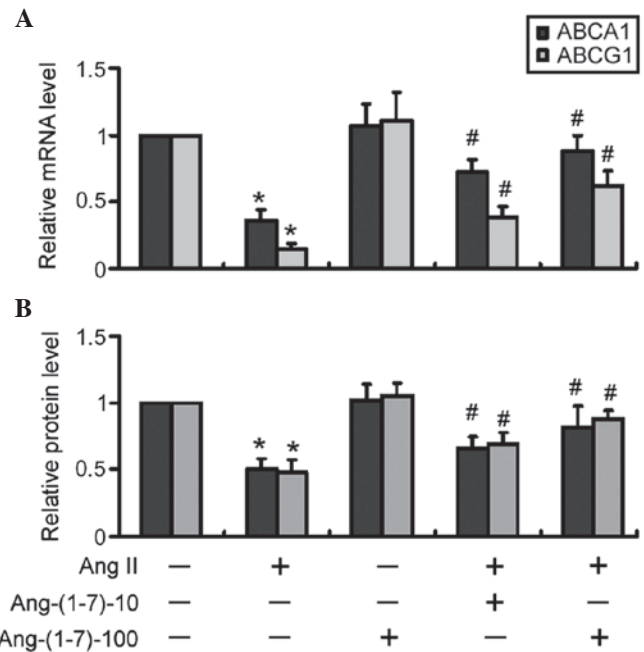 A
ABCA1
ABCG1
Relative mRNA level
1.5
1
0.5
0
*
*
#
#
#
#
B
Relative protein level
1.5
1
0.5
0
*
*
#
#
#
#
Ang II — + — + +
Ang-(1-7)-10 — — — + —
Ang-(1-7)-100 — — + — +